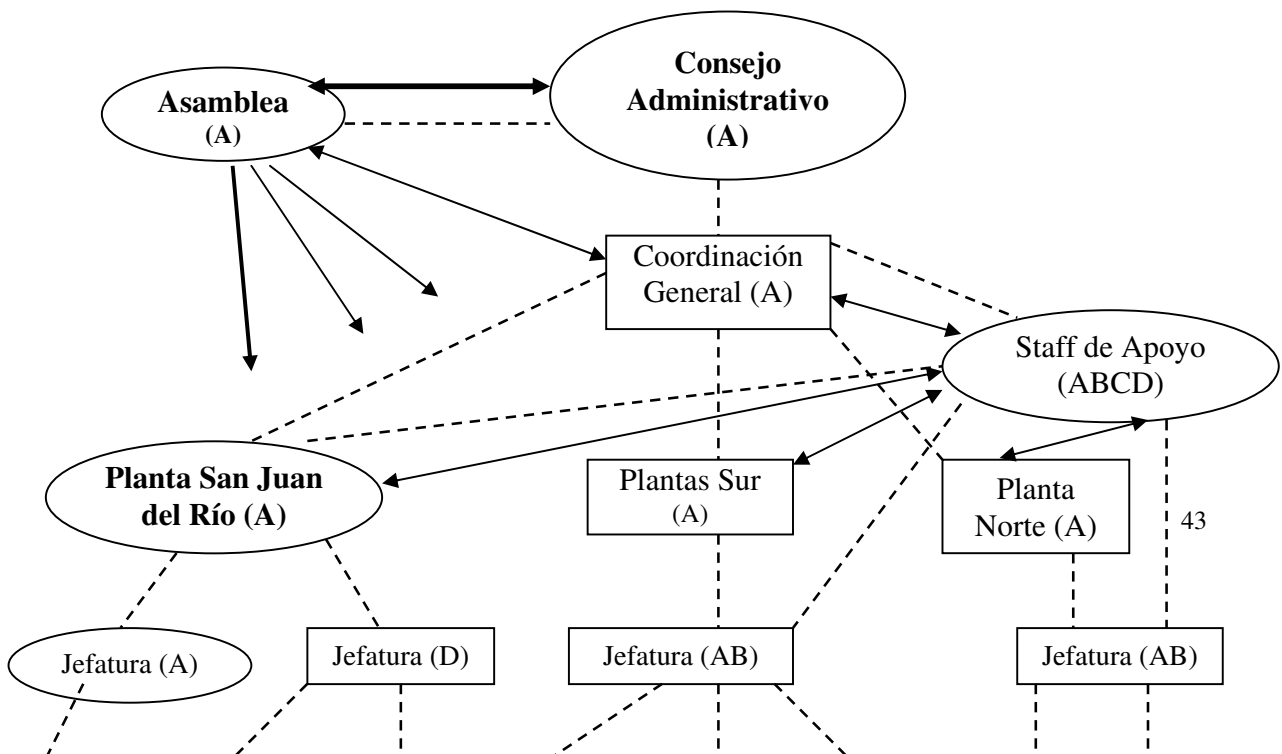 Asamblea
(A)
Consejo
Administrativo
(A)
Coordinación
General (A)
Staff de Apoyo
(ABCD)
Planta San Juan
del Río (A)
Plantas Sur
(A)
Planta
Norte (A)
43
Jefatura (A)
Jefatura (D)
Jefatura (AB)
Jefatura (AB)